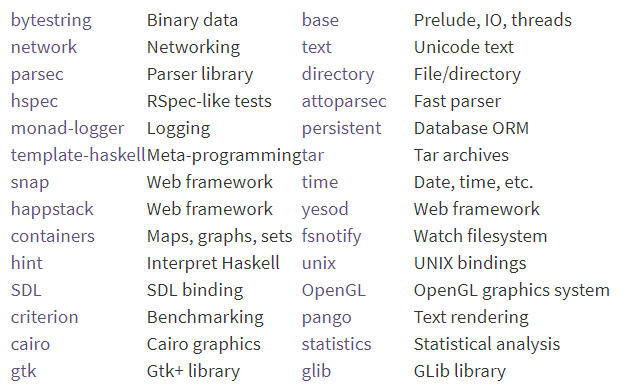 bytestring Binary data base Prelude, IO, threads
network Networking text Unicode text
parsec Parser library directory File/directory
hspec RSpec-like tests attoparsec Fast parser
monad-logger Logging persistent Database ORM
template-haskell Meta-programming tar Tar archives
snap Web framework time Date, time, etc.
happstack Web framework yesod Web framework
containers Maps, graphs, sets fsnotify Watch filesystem
hint Interpret Haskell unix UNIX bindings
SDL SDL binding OpenGL OpenGL graphics system
criterion Benchmarking pango Text rendering
cairo Cairo graphics statistics Statistical analysis
gtk Gtk+ library glib GLib library